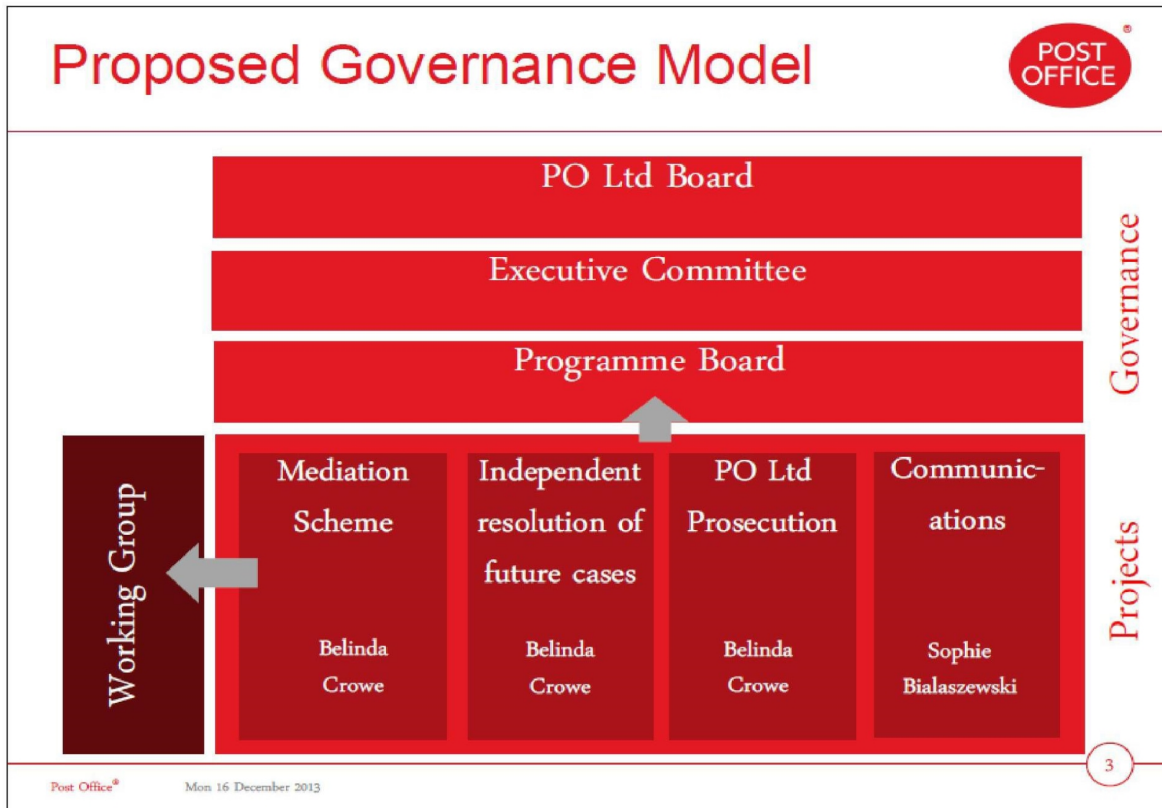 Proposed Governance Model
POST
OFFICE
®
PO Ltd Board
Executive Committee
Programme Board
Governance
Working Group
Mediation
Scheme
Belinda
Crowe
Independent
resolution of
future cases
Belinda
Crowe
PO Ltd
Prosecution
Belinda
Crowe
Communic-
ations
Sophie
Bialaszewski
Projects
Post Office®
Mon 16 December 2013
3